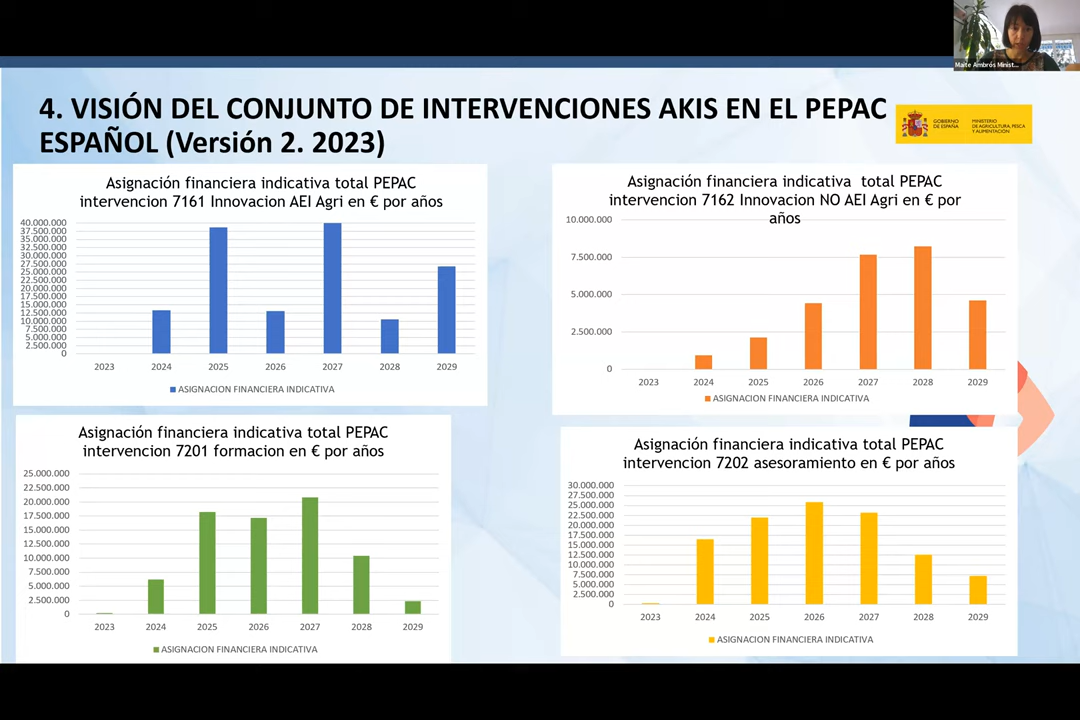 Maite Ambrós Minist...
4. VISIÓN DEL CONJUNTO DE INTERVENCIONES AKIS EN EL PEPAC
ESPAÑOL (Versión 2. 2023)
GOBIERNO
DE ESPAÑA
MINISTERIO
DE AGRICULTURA, PESCA
Y ALIMENTACIÓN
Asignación financiera indicativa total PEPAC
intervencion 7161 Innovacion AEI Agri en € por años
40.000.000
37.500.000
35.000.000
32.500.000
30.000.000
27.500.000
25.000.000
22.500.000
20.000.000
17.500.000
15.000.000
12.500.000
10.000.000
7.500.000
5.000.000
2.500.000
0
2023 2024 2025 2026 2027 2028 2029
ASIGNACION FINANCIERA INDICATIVA
Asignación financiera indicativa total PEPAC
intervencion 7162 Innovacion NO AEI Agri en € por
años
10.000.000
7.500.000
5.000.000
2.500.000
0
2023 2024 2025 2026 2027 2028 2029
ASIGNACION FINANCIERA INDICATIVA
Asignación financiera indicativa total PEPAC
intervencion 7201 formacion en € por años
25.000.000
22.500.000
20.000.000
17.500.000
15.000.000
12.500.000
10.000.000
7.500.000
5.000.000
2.500.000
0
2023 2024 2025 2026 2027 2028 2029
ASIGNACION FINANCIERA INDICATIVA
Asignación financiera indicativa total PEPAC
intervencion 7202 asesoramiento en € por años
30.000.000
27.500.000
25.000.000
22.500.000
20.000.000
17.500.000
15.000.000
12.500.000
10.000.000
7.500.000
5.000.000
2.500.000
0
2023 2024 2025 2026 2027 2028 2029
ASIGNACION FINANCIERA INDICATIVA